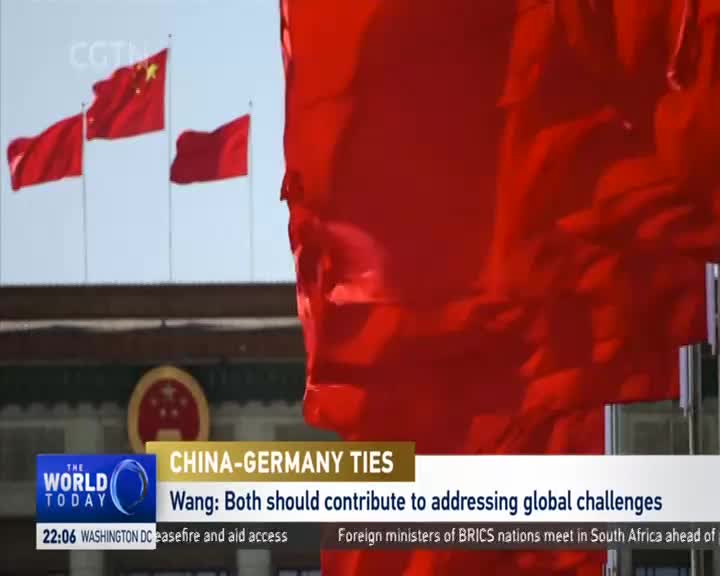 CGTN
CHINA-GERMANY TIES
THE
WORLD
TODAY
Wang: Both should contribute to addressing global challenges
22:06 WASHINGTON DC
easefire and aid access Foreign ministers of BRICS nations meet in South Africa ahead of